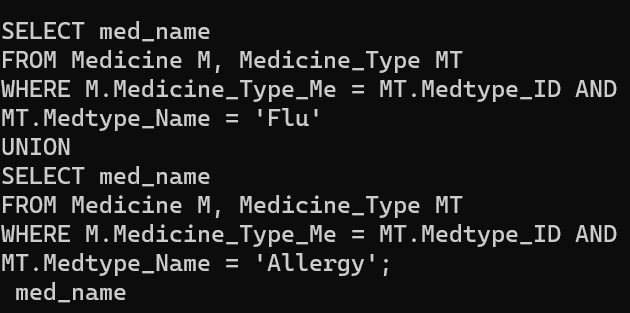 SELECT med_name
FROM Medicine M, Medicine_Type MT
WHERE M.Medicine_Type_Me = MT.Medtype_ID AND
MT.Medtype_Name = 'Flu'
UNION
SELECT med_name
FROM Medicine M, Medicine_Type MT
WHERE M.Medicine_Type_Me = MT.Medtype_ID AND
MT.Medtype_Name = 'Allergy';
 med_name